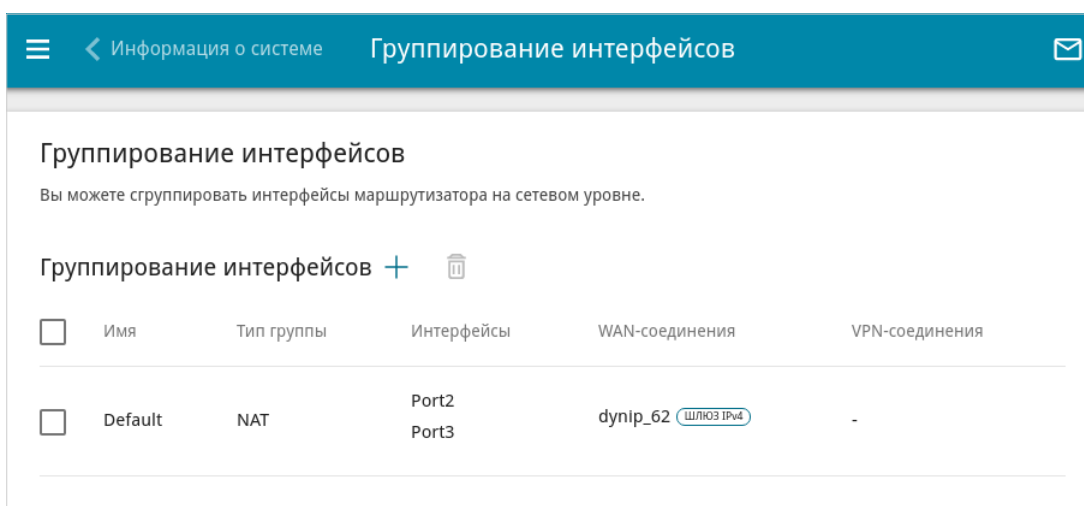 Информация о системе Группирование интерфейсов
Группирование интерфейсов
Вы можете сгруппировать интерфейсы маршрутизатора на сетевом уровне.
Группирование интерфейсов
Имя Тип группы Интерфейсы WAN-соединения VPN-соединения
Default NAT Port2 Port3 dynip_62 ШЛЮЗ IPv4 -